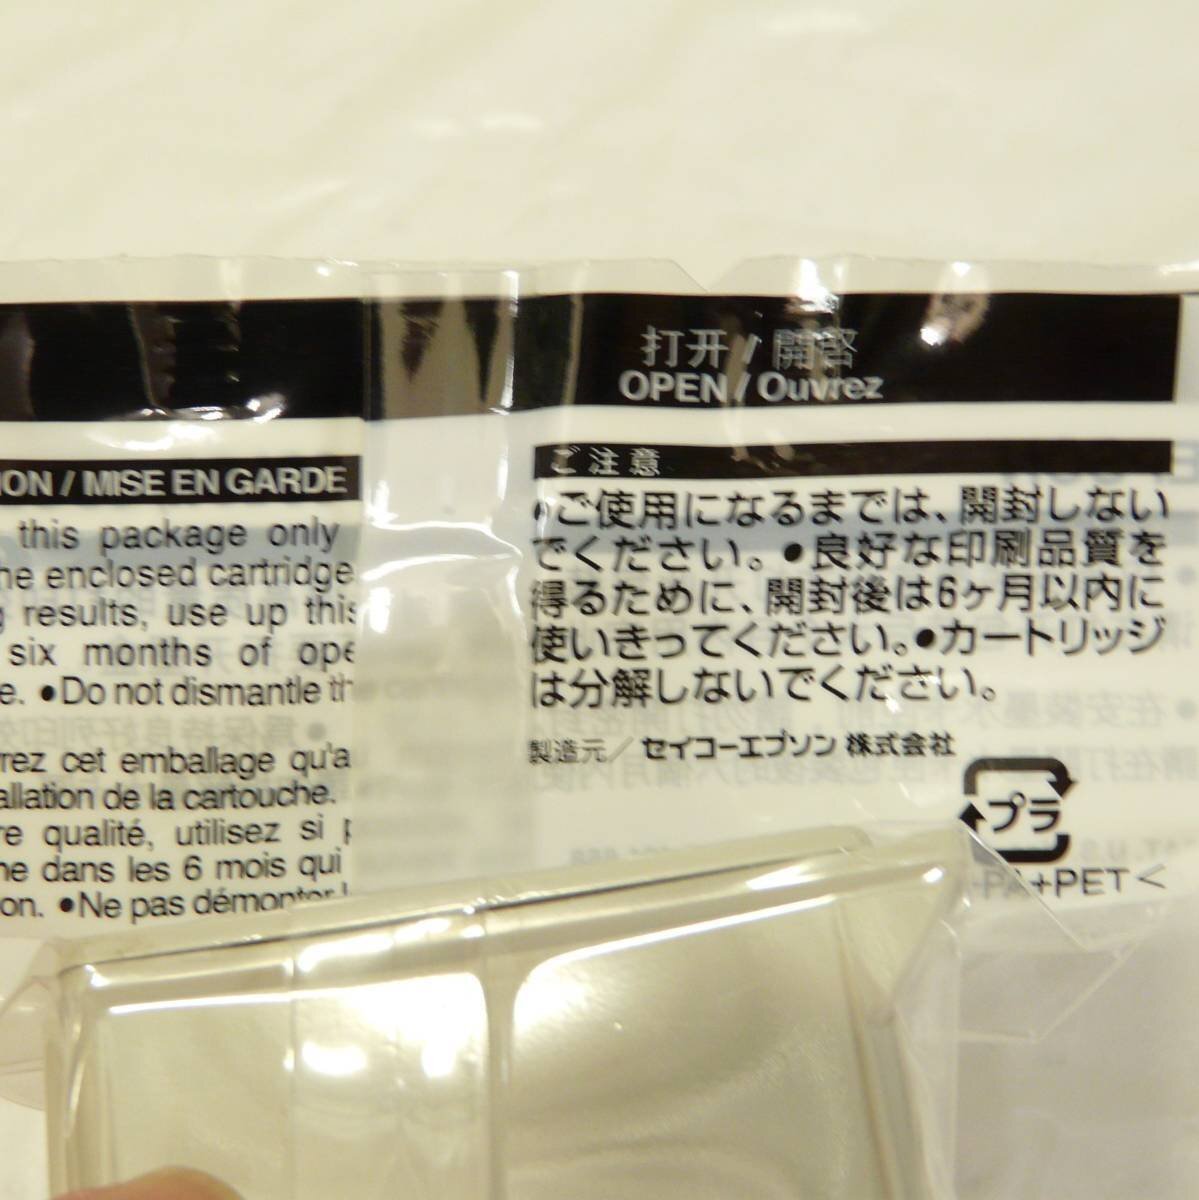 打开 / 開啓
OPEN / Ouvrez
ION / MISE EN GARDE
this package only
he enclosed cartridge
g results, use up this
six months of ope
e. ●Do not dismantle th
rez cet emballage qu'a
allation de la cartouche.
re qualité, utilisez si p
ne dans les 6 mois qui
on. ●Ne pas démonter
ご注意
●ご使用になるまでは、開封しない
でください。●良好な印刷品質を
得るために、開封後は6ヶ月以内に
使いきってください。●カートリッジ
は分解しないでください。
製造元／セイコーエプソン 株式会社
プラ
PA+PET<